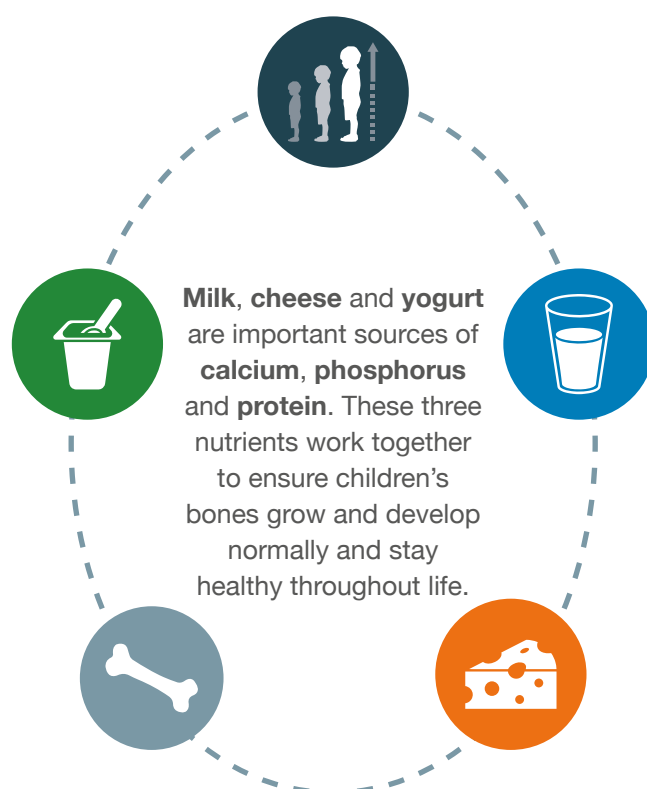 Milk, cheese and yogurt
are important sources of
calcium, phosphorus
and protein. These three
nutrients work together
to ensure children’s
bones grow and develop
normally and stay
healthy throughout life.